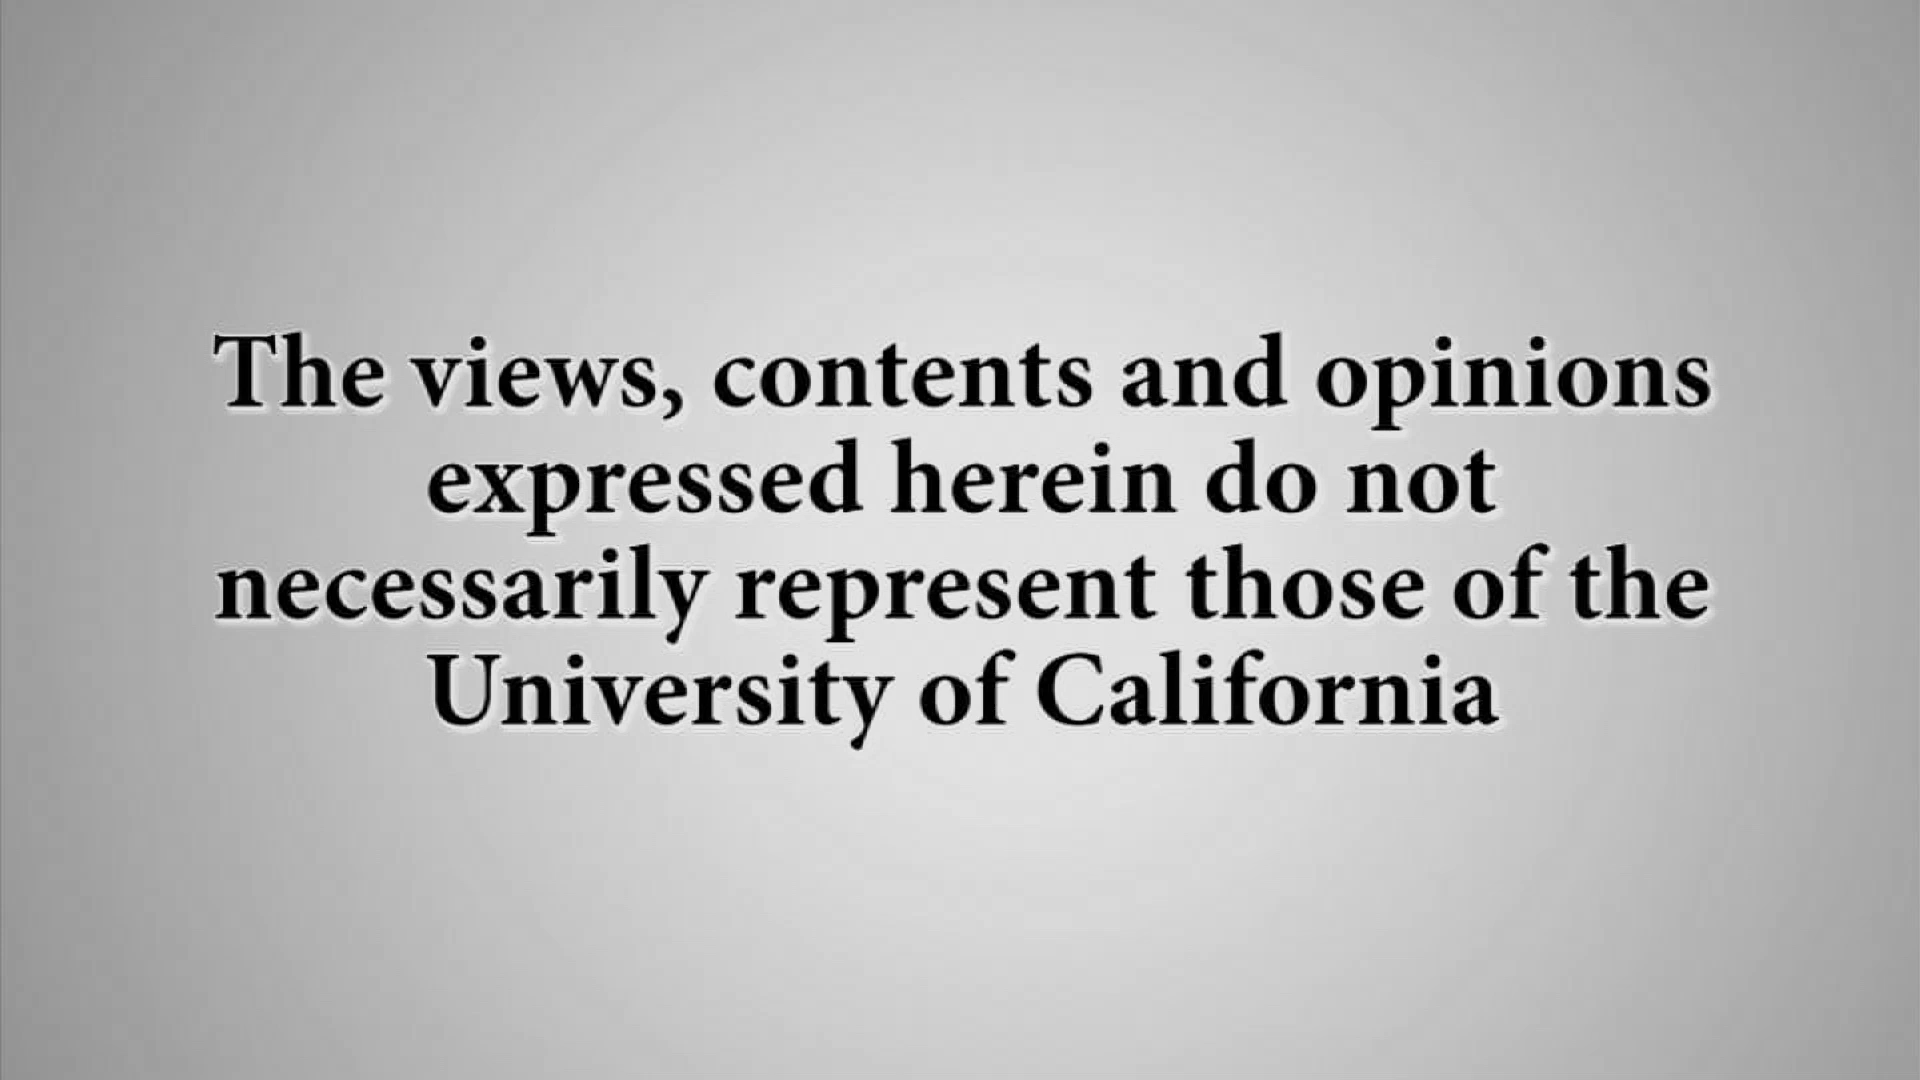 The views, contents and opinions
expressed herein do not
necessarily represent those of the
University of California